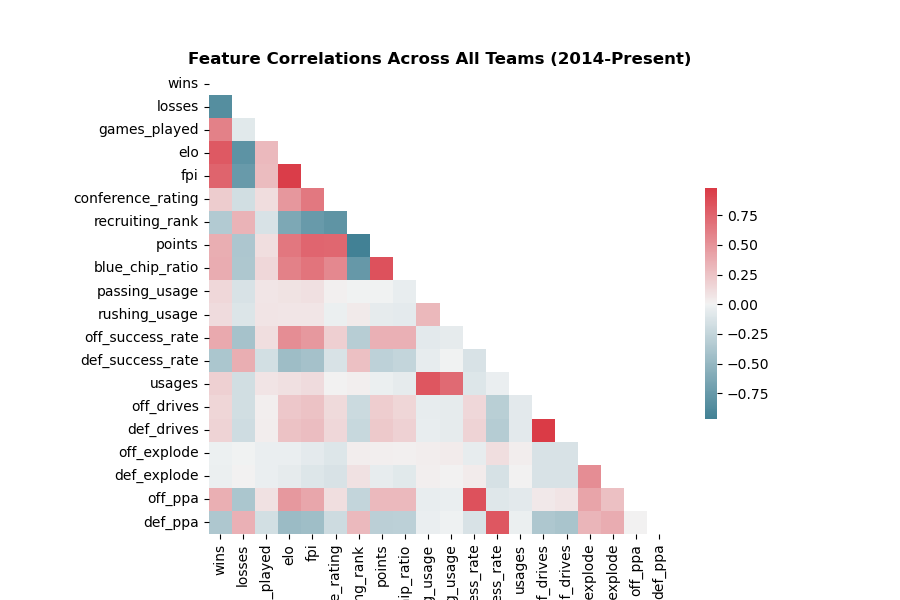 Feature Correlations Across All Teams (2014-Present)
wins
losses
games_played
elo
fpi
conference_rating
recruiting_rank
points
blue_chip_ratio
passing_usage
rushing_usage
off_success_rate
def_success_rate
usages
off_drives
def_drives
off_explode
def_explode
off_ppa
def_ppa
0.75
0.50
0.25
0.00
−0.25
−0.50
−0.75
wins
losses
_played
elo
fpi
e_rating
ng_rank
points
ip_ratio
g_usage
g_usage
ess_rate
ess_rate
usages
f_drives
f_drives
explode
explode
off_ppa
def_ppa